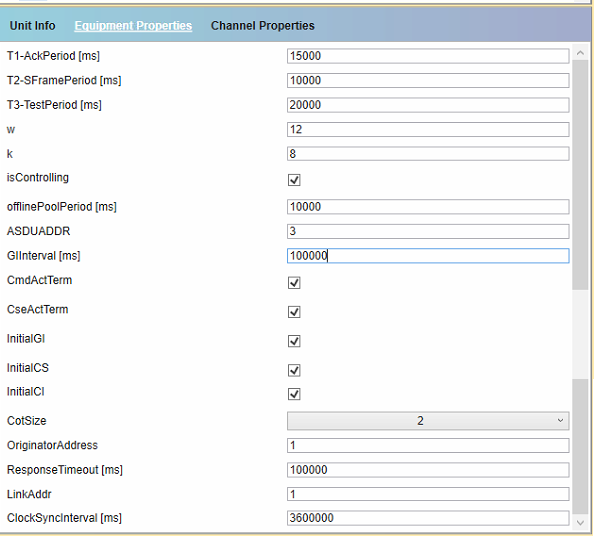 Unit Info Equipment Properties Channel Properties
T1-AckPeriod [ms] 15000
T2-SFramePeriod [ms] 10000
T3-TestPeriod [ms] 20000
w 12
k 8
isControlling
offlinePoolPeriod [ms] 10000
ASDUADDR 3
GIInterval [ms] 100000
CmdActTerm
CseActTerm
InitialGI
InitialCS
InitialCI
CotSize 2
OriginatorAddress 1
ResponseTimeout [ms] 100000
LinkAddr 1
ClockSyncInterval [ms] 3600000